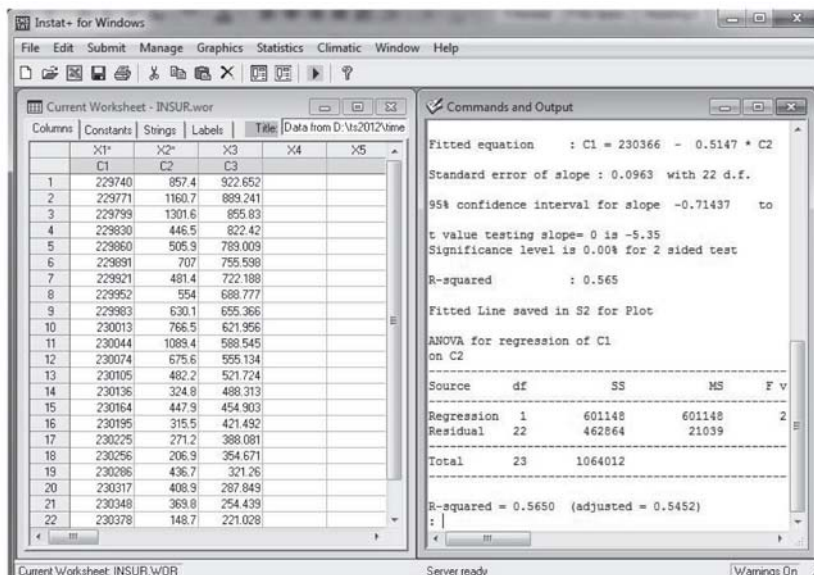 Instat+ for Windows
File Edit Submit Manage Graphics Statistics Climatic Window Help
Current Worksheet - INSUR.wor
Columns Constants Strings Labels Title: Data from D:\ts2012\time
X1* X2* X3 X4 X5
C1 C2 C3
1 229740 857.4 922.652
2 229771 1160.7 889.241
3 229799 1301.6 855.83
4 229830 446.5 822.42
5 229860 505.9 789.009
6 229891 707 755.598
7 229921 481.4 722.188
8 229952 554 688.777
9 229983 630.1 655.366
10 230013 766.5 621.956
11 230044 1089.4 588.545
12 230074 675.6 555.134
13 230105 482.2 521.724
14 230136 324.8 488.313
15 230164 447.9 454.903
16 230195 315.5 421.492
17 230225 271.2 388.081
18 230256 206.9 354.671
19 230286 436.7 321.26
20 230317 408.9 287.849
21 230348 369.8 254.439
22 230378 148.7 221.028
Commands and Output
Fitted equation : C1 = 230366 - 0.5147 * C2
Standard error of slope : 0.0963 with 22 d.f.
95% confidence interval for slope -0.71437 to
t value testing slope= 0 is -5.35
Significance level is 0.00% for 2 sided test
R-squared : 0.565
Fitted Line saved in S2 for Plot
ANOVA for regression of C1
on C2
Source df SS MS F v
Regression 1 601148 601148 2
Residual 22 462864 21039
Total 23 1064012
R-squared = 0.5650 (adjusted = 0.5452)
:
Current Worksheet: INSUR.WOR Server ready Warnings On